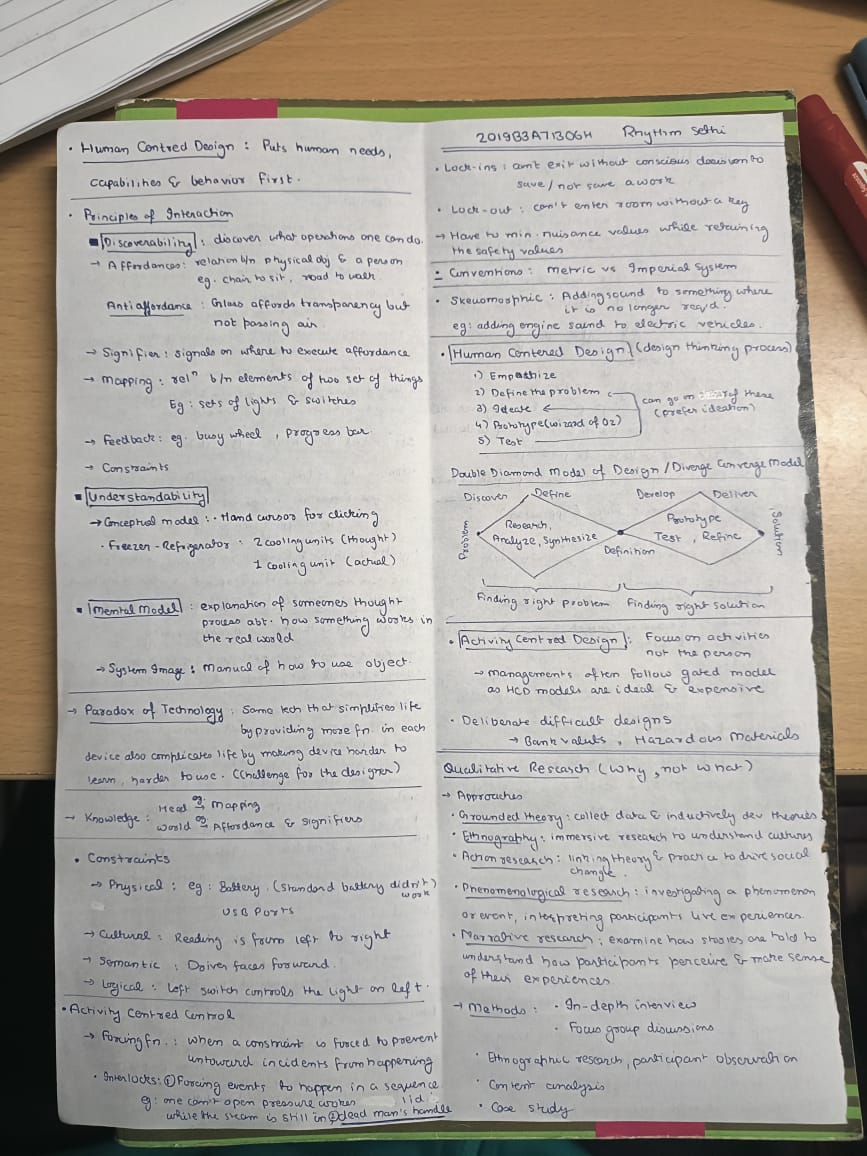 • Human Centred Design : Puts human needs,
capabilities & behavior first.
• Principles of Interaction
▪ Discoverability : discover what operations one can do.
→ Affordances : relation b/n physical obj & a person
eg. chair to sit, road to walk.
Anti affordance : Glass affords transparency but
not passing air.
→ Signifier : signals on where to execute affordance
→ Mapping : relⁿ b/n elements of two set of things
Eg : sets of lights & switches
→ Feedback : eg. busy wheel, progress bar.
→ Constraints
▪ Understandability
→ Conceptual model : • Hand cursor for clicking
• Freezer - Refrigerator : 2 cooling units (thought)
1 cooling unit (actual)
▪ Mental Model : explanation of someones thought
process abt. how something works in
the real world
→ System Image : Manual of how to use object.
→ Paradox of Technology : Same tech that simplifies life
by providing more fn. in each
device also complicates life by making device harder to
learn, harder to use. (Challenge for the designer)
→ Knowledge : Head eg. → Mapping
World eg. → Affordance & Signifiers
• Constraints
→ Physical : eg : Battery. (Standard battery didn't work)
USB Ports
→ Cultural : Reading is from left to right
→ Semantic : Driver faces forward.
→ Logical : Left switch controls the light on left.
• Activity Centred Control
→ Forcing fn. : when a constraint is forced to prevent
untoward incidents from happening
• Interlocks : ① Forcing events to happen in a sequence
eg : one can't open pressure lid
while the steam is still in ② dead man's handle
2019B3A7130GH Rhythm Sethi
• Lock-ins : can't exit without conscious decision to
save / not save a work
• Lock-out : can't enter room without a key
→ Have to min. nuisance values while retaining
the safety values
: Conventions : Metric vs Imperial System
• Skeuomorphic : Adding sound to something where
it is no longer reqd.
eg : adding engine sound to electric vehicles.
• Human Centered Design (design thinking process)
1) Empathize
2) Define the problem
3) Ideate
4) Prototype (wizard of Oz)
5) Test
can go in of these
(prefer ideation)
Double Diamond Model of Design / Diverge Converge Model
Discover Define Develop Deliver
Problem
Research,
Analyze, Synthesize
Definition
Prototype
Test, Refine
Solution
Finding right problem Finding right solution
• Activity Centred Design : Focus on activities
not the person
→ Managements often follow gated model
as HCD models are ideal & expensive
• Deliberate difficult designs
→ Bank vaults, Hazardous Materials
Qualitative Research (Why, not what)
→ Approaches
• Grounded theory : collect data & inductively dev theories
• Ethnography : immersive research to understand cultures
• Action research : linking theory & practice to drive social
change.
• Phenomenological research : investigating a phenomenon
or event, interpreting participants live experiences.
• Narrative research : examine how stories are told to
understand how participants perceive & make sense
of their experiences
→ Methods : • In-depth interview
• Focus group discussions
• Ethnographic research, participant observation
• Content analysis
• Case study